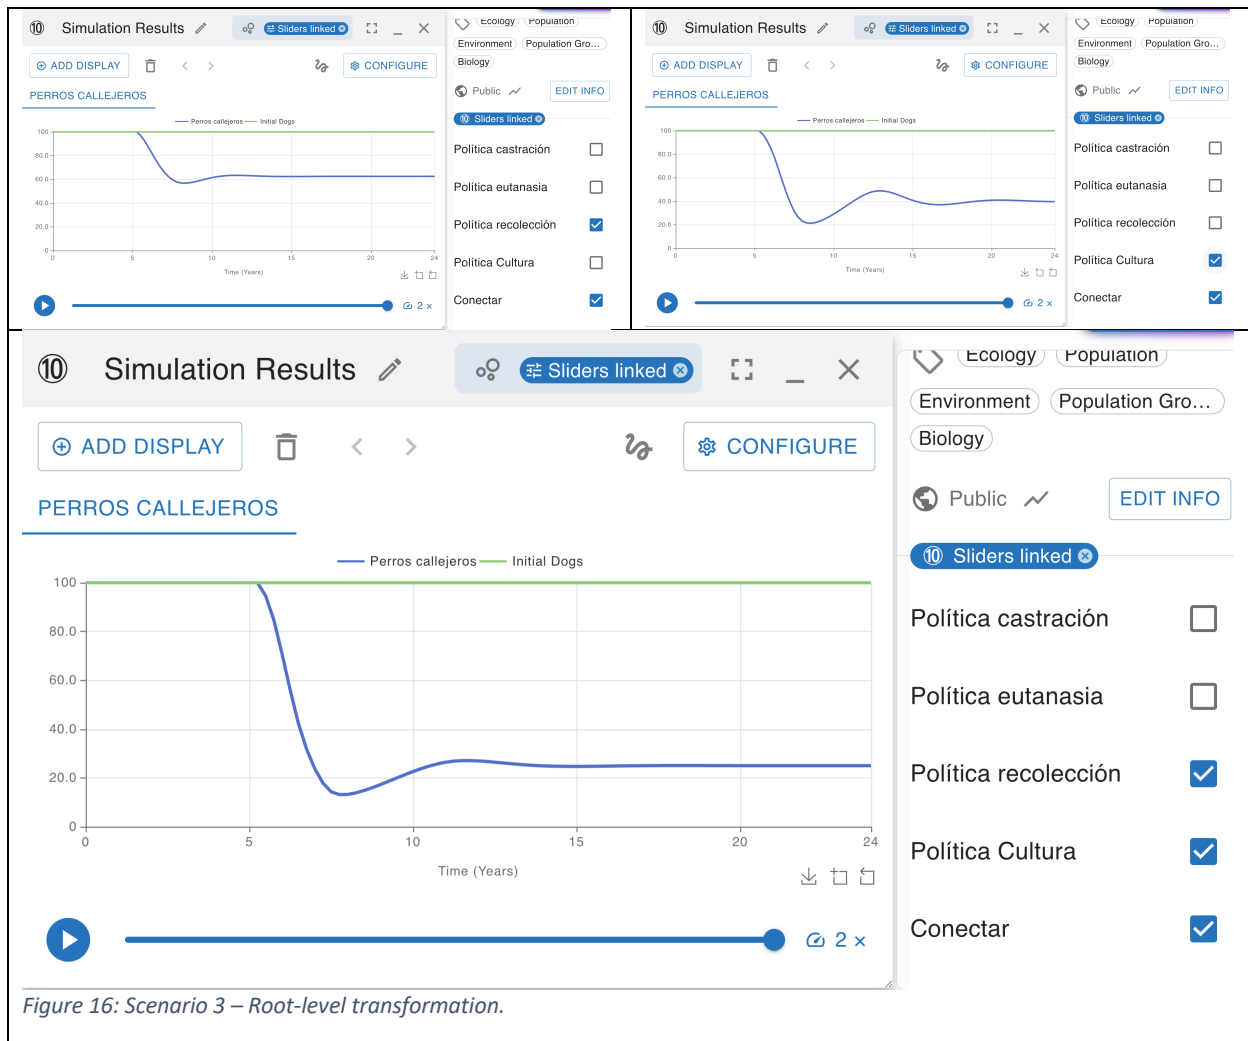 ⑩ Simulation Results Sliders linked
ADD DISPLAY CONFIGURE
PERROS CALLEJEROS
Perros callejeros Initial Dogs
100
80.0
60.0
40.0
20.0
0
0 5 10 15 20 24
Time (Years)
2 ×
Ecology Population
Environment Population Gro...
Biology
Public EDIT INFO
⑩ Sliders linked
Política castración
Política eutanasia
Política recolección
Política Cultura
Conectar
⑩ Simulation Results Sliders linked
ADD DISPLAY CONFIGURE
PERROS CALLEJEROS
Perros callejeros Initial Dogs
100
80.0
60.0
40.0
20.0
0
0 5 10 15 20 24
Time (Years)
2 ×
Ecology Population
Environment Population Gro...
Biology
Public EDIT INFO
⑩ Sliders linked
Política castración
Política eutanasia
Política recolección
Política Cultura
Conectar
⑩ Simulation Results Sliders linked
ADD DISPLAY CONFIGURE
PERROS CALLEJEROS
Perros callejeros Initial Dogs
100
80.0
60.0
40.0
20.0
0
0 5 10 15 20 24
Time (Years)
2 ×
Ecology Population
Environment Population Gro...
Biology
Public EDIT INFO
⑩ Sliders linked
Política castración
Política eutanasia
Política recolección
Política Cultura
Conectar
Figure 16: Scenario 3 – Root-level transformation.